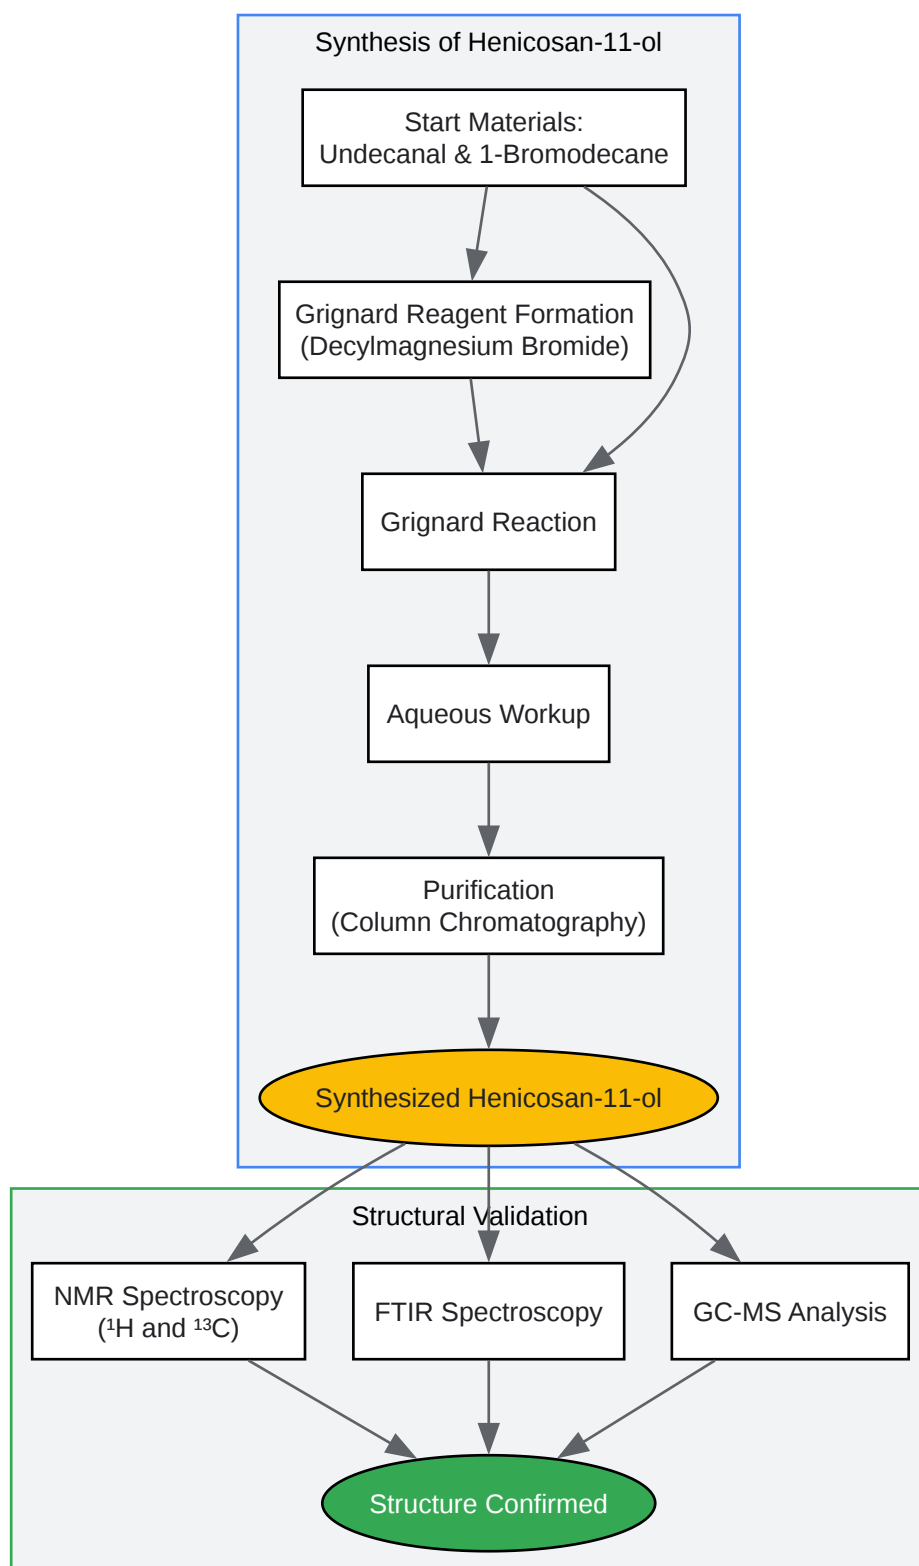 Synthesis of Henicosan-11-ol
Start Materials:
Undecanal & 1-Bromodecane
Grignard Reagent Formation
(Decylmagnesium Bromide)
Grignard Reaction
Aqueous Workup
Purification
(Column Chromatography)
Synthesized Henicosan-11-ol
Structural Validation
NMR Spectroscopy
(¹H and ¹³C)
FTIR Spectroscopy
GC-MS Analysis
Structure Confirmed